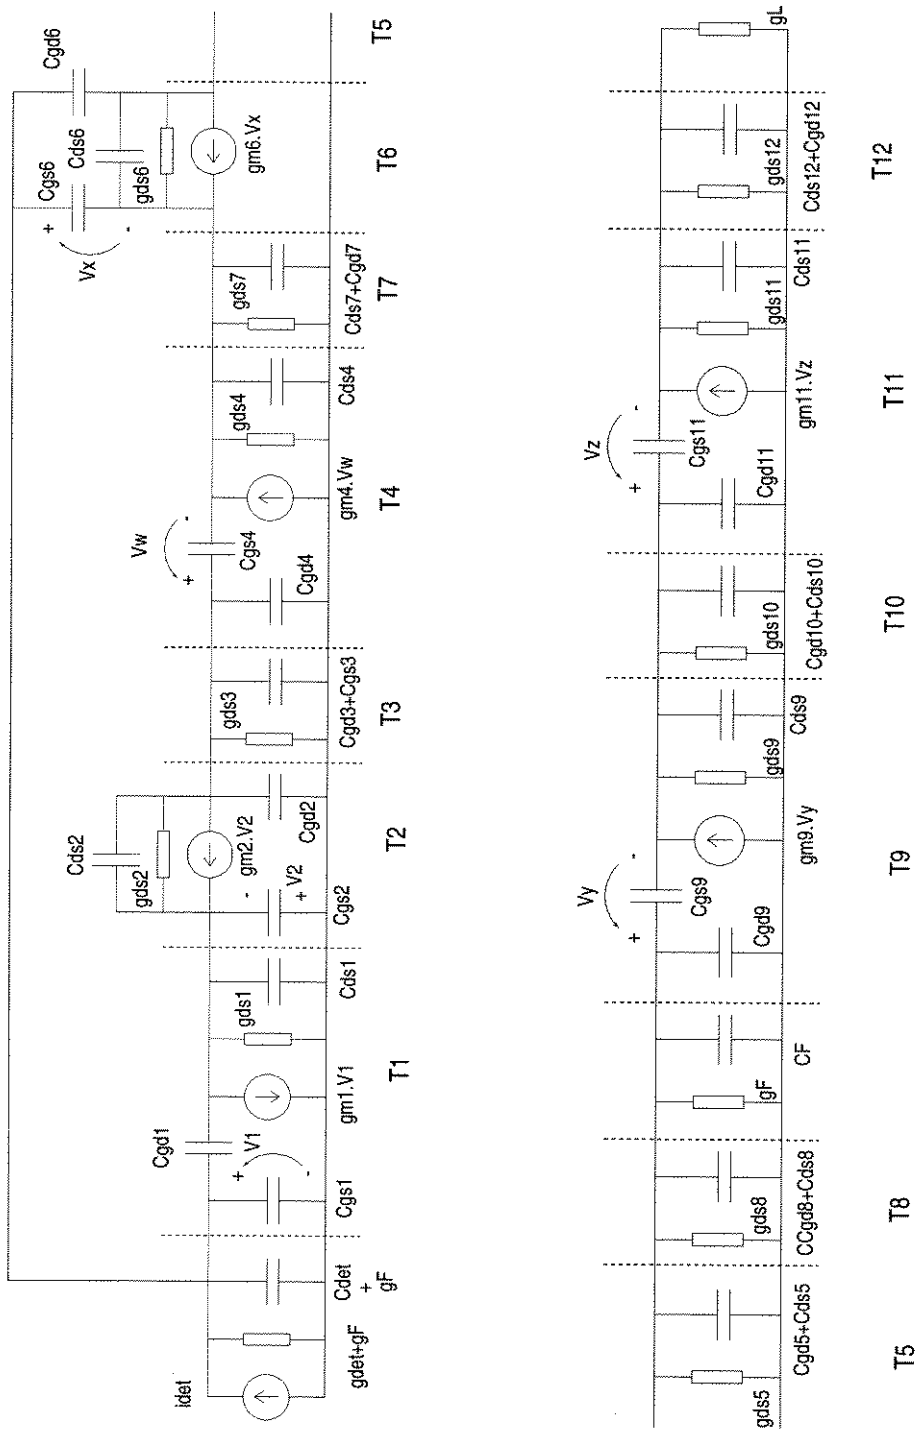 Idet
gdet+gF
Cdet
+
gF
Cgs1
+
V1
-
Cgd1
gm1.V1
gds1
Cds1
T1
Cds2
gds2
gm2.V2
-
+ V2
Cgs2
Cgd2
T2
gds3
Cgd3+Cgs3
T3
Vw
+
-
Cgs4
Cgd4
gm4.Vw
gds4
Cds4
T4
gds7
Cds7+Cgd7
T7
Vx
+
-
Cgs6
Cds6
gds6
gm6.Vx
Cgd6
T6
T5
gds5
Cgd5+Cds5
T5
gds8
CCgd8+Cds8
T8
gF
CF
Vy
+
-
Cgs9
Cgd9
gm9.Vy
gds9
Cds9
T9
gds10
Cgd10+Cds10
T10
Vz
+
-
Cgs11
Cgd11
gm11.Vz
gds11
Cds11
T11
gds12
Cds12+Cgd12
T12
gL